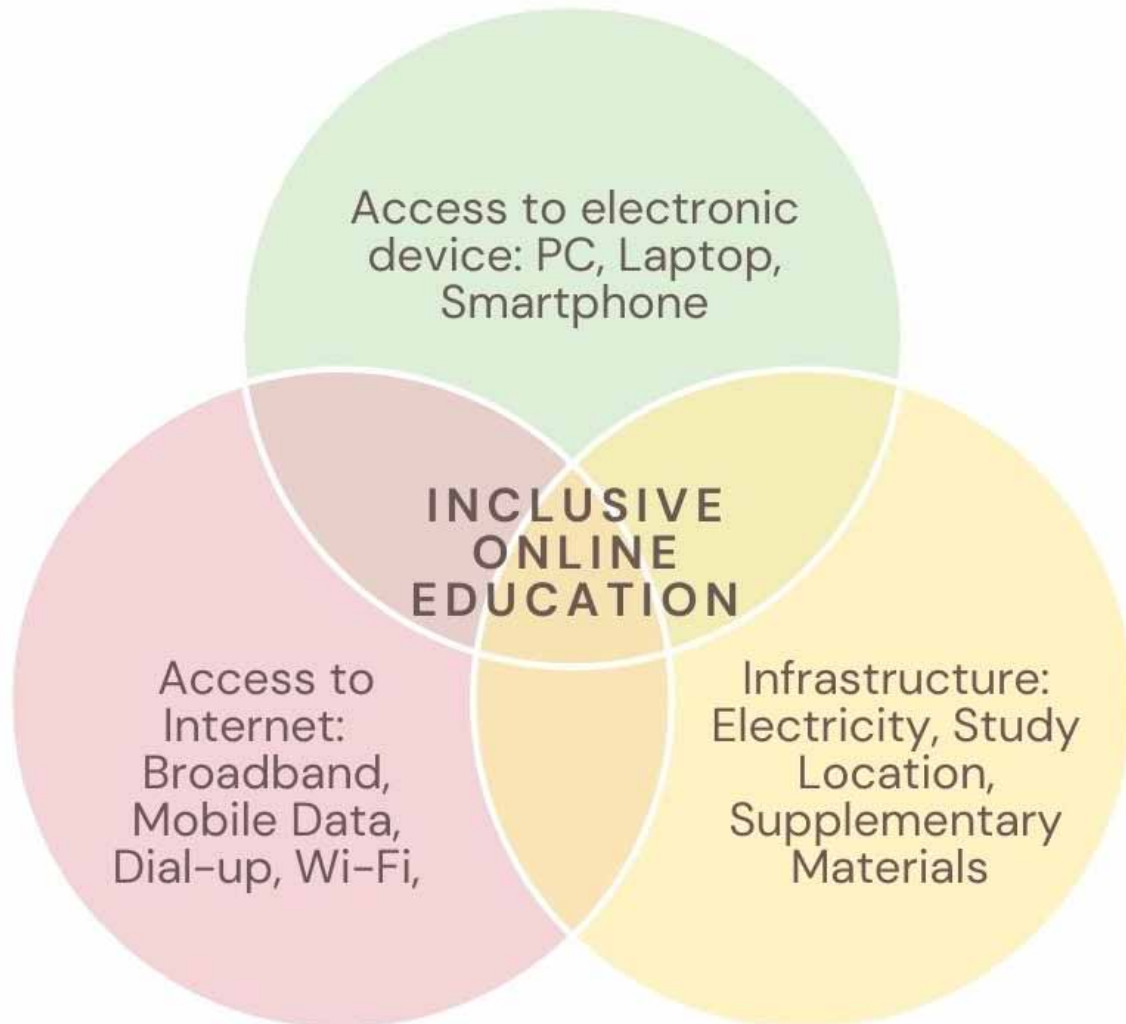 Access to electronic
device: PC, Laptop,
Smartphone
INCLUSIVE
ONLINE
EDUCATION
Access to
Internet:
Broadband,
Mobile Data,
Dial-up, Wi-Fi,
Infrastructure:
Electricity, Study
Location,
Supplementary
Materials